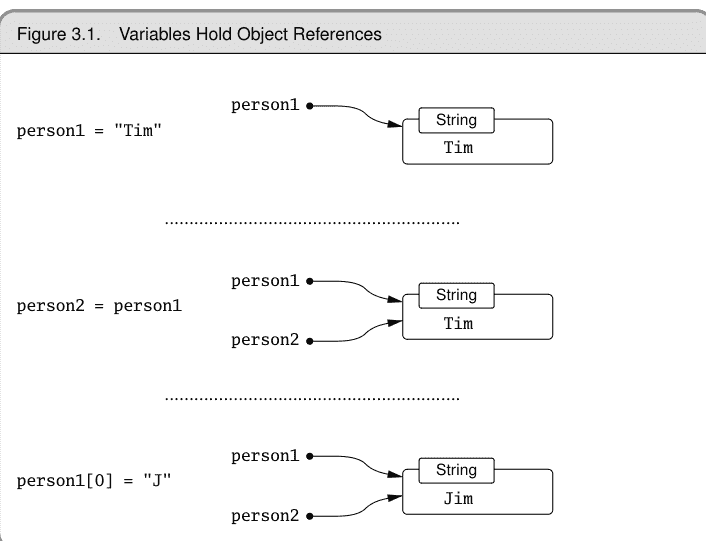 Figure 3.1. Variables Hold Object References
person1
String
person1 = "Tim"
Tim
person1
String
person2 = person1
Tim
person2
person1
String
person1[0] = "J"
Jim
person2